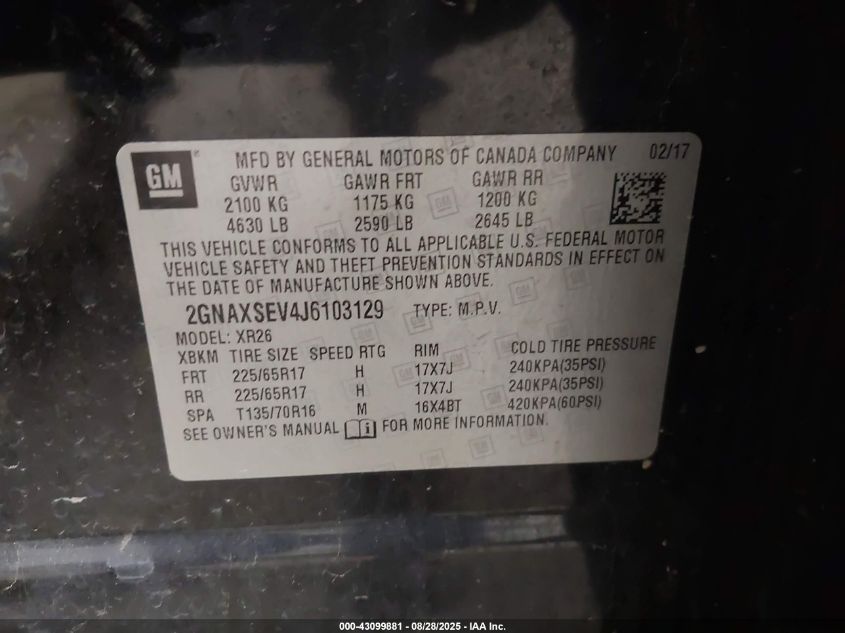 GM
MFD BY GENERAL MOTORS OF CANADA COMPANY 02/17
GVWR GAWR FRT GAWR RR
2100 KG 1175 KG 1200 KG
4630 LB 2590 LB 2645 LB
THIS VEHICLE CONFORMS TO ALL APPLICABLE U.S. FEDERAL MOTOR
VEHICLE SAFETY AND THEFT PREVENTION STANDARDS IN EFFECT ON
THE DATE OF MANUFACTURE SHOWN ABOVE.
2GNAXSEV4J6103129 TYPE: M.P.V.
MODEL: XR26
XBKM TIRE SIZE SPEED RTG RIM COLD TIRE PRESSURE
FRT 225/65R17 H 17X7J 240KPA(35PSI)
RR 225/65R17 H 17X7J 240KPA(35PSI)
SPA T135/70R16 M 16X4BT 420KPA(60PSI)
SEE OWNER'S MANUAL i FOR MORE INFORMATION.
000-43099881 / 08/28/2025 - IAA Inc.